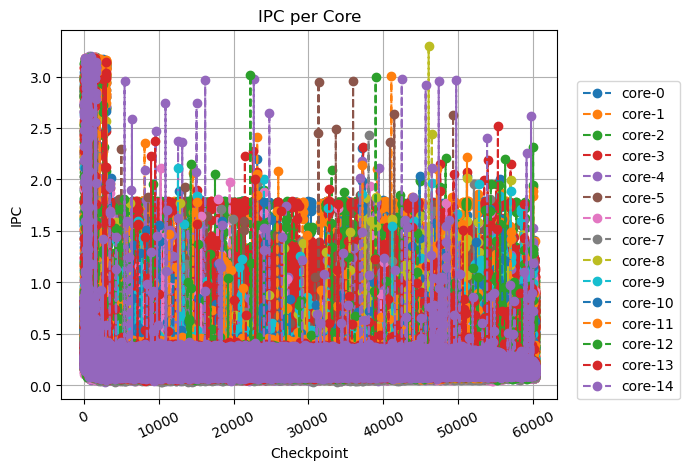 IPC per Core
IPC
3.0
2.5
2.0
1.5
1.0
0.5
0.0
0
10000
20000
30000
40000
50000
60000
Checkpoint
core-0
core-1
core-2
core-3
core-4
core-5
core-6
core-7
core-8
core-9
core-10
core-11
core-12
core-13
core-14